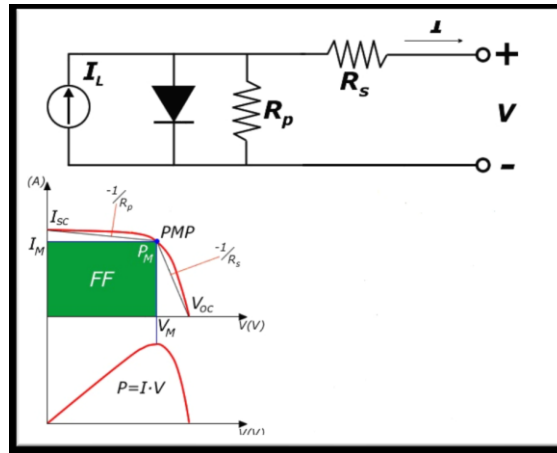 I
I_L
R_p
R_s
+
V
-
(A)
-1/R_p
I_SC
PMP
I_M
P_M
-1/R_s
FF
V_OC
V_M
V(V)
P=I·V
V(V)